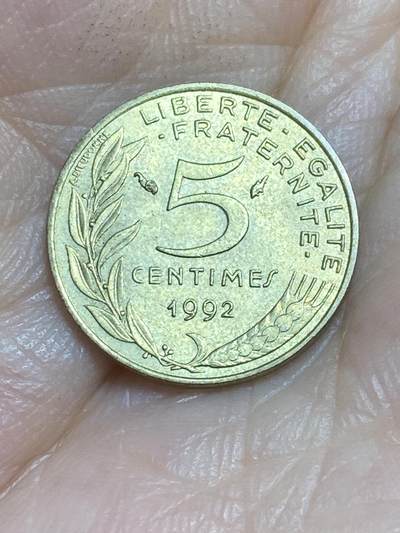 LIBERTE · EGALITE
· FRATERNITE ·
5
CENTIMES
1992